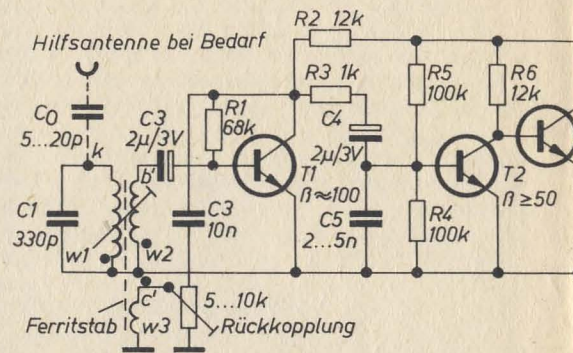 Hilfsantenne bei Bedarf
C0
5...20p
k
C1
330p
w1
b'
w2
C3
2µ/3V
R1
68k
C3
10n
R2 12k
R3 1k
C4
2µ/3V
C5
2...5n
T1
ß≈100
R5
100k
R4
100k
R6
12k
T2
ß≥50
c'
w3
Ferritstab
5...10k
Rückkopplung